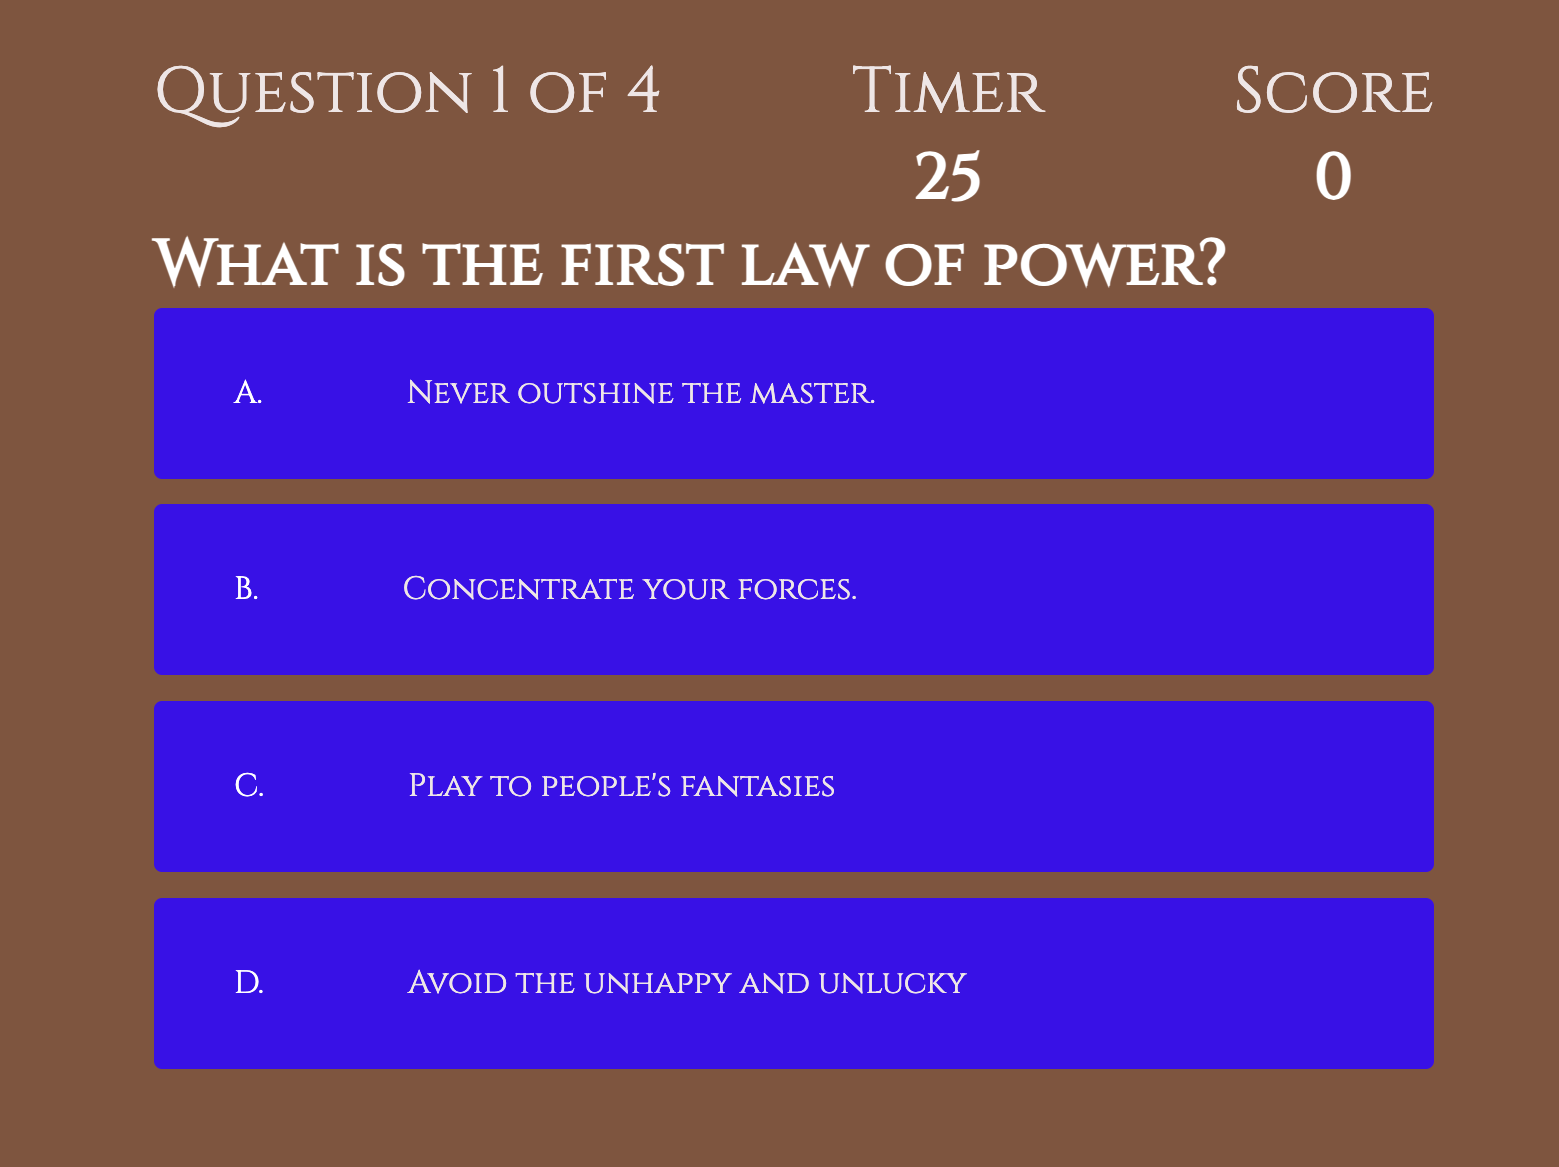 Question 1 of 4
Timer
Score
25
0
What is the first law of power?
A. Never outshine the master.
B. Concentrate your forces.
C. Play to people's fantasies
D. Avoid the unhappy and unlucky